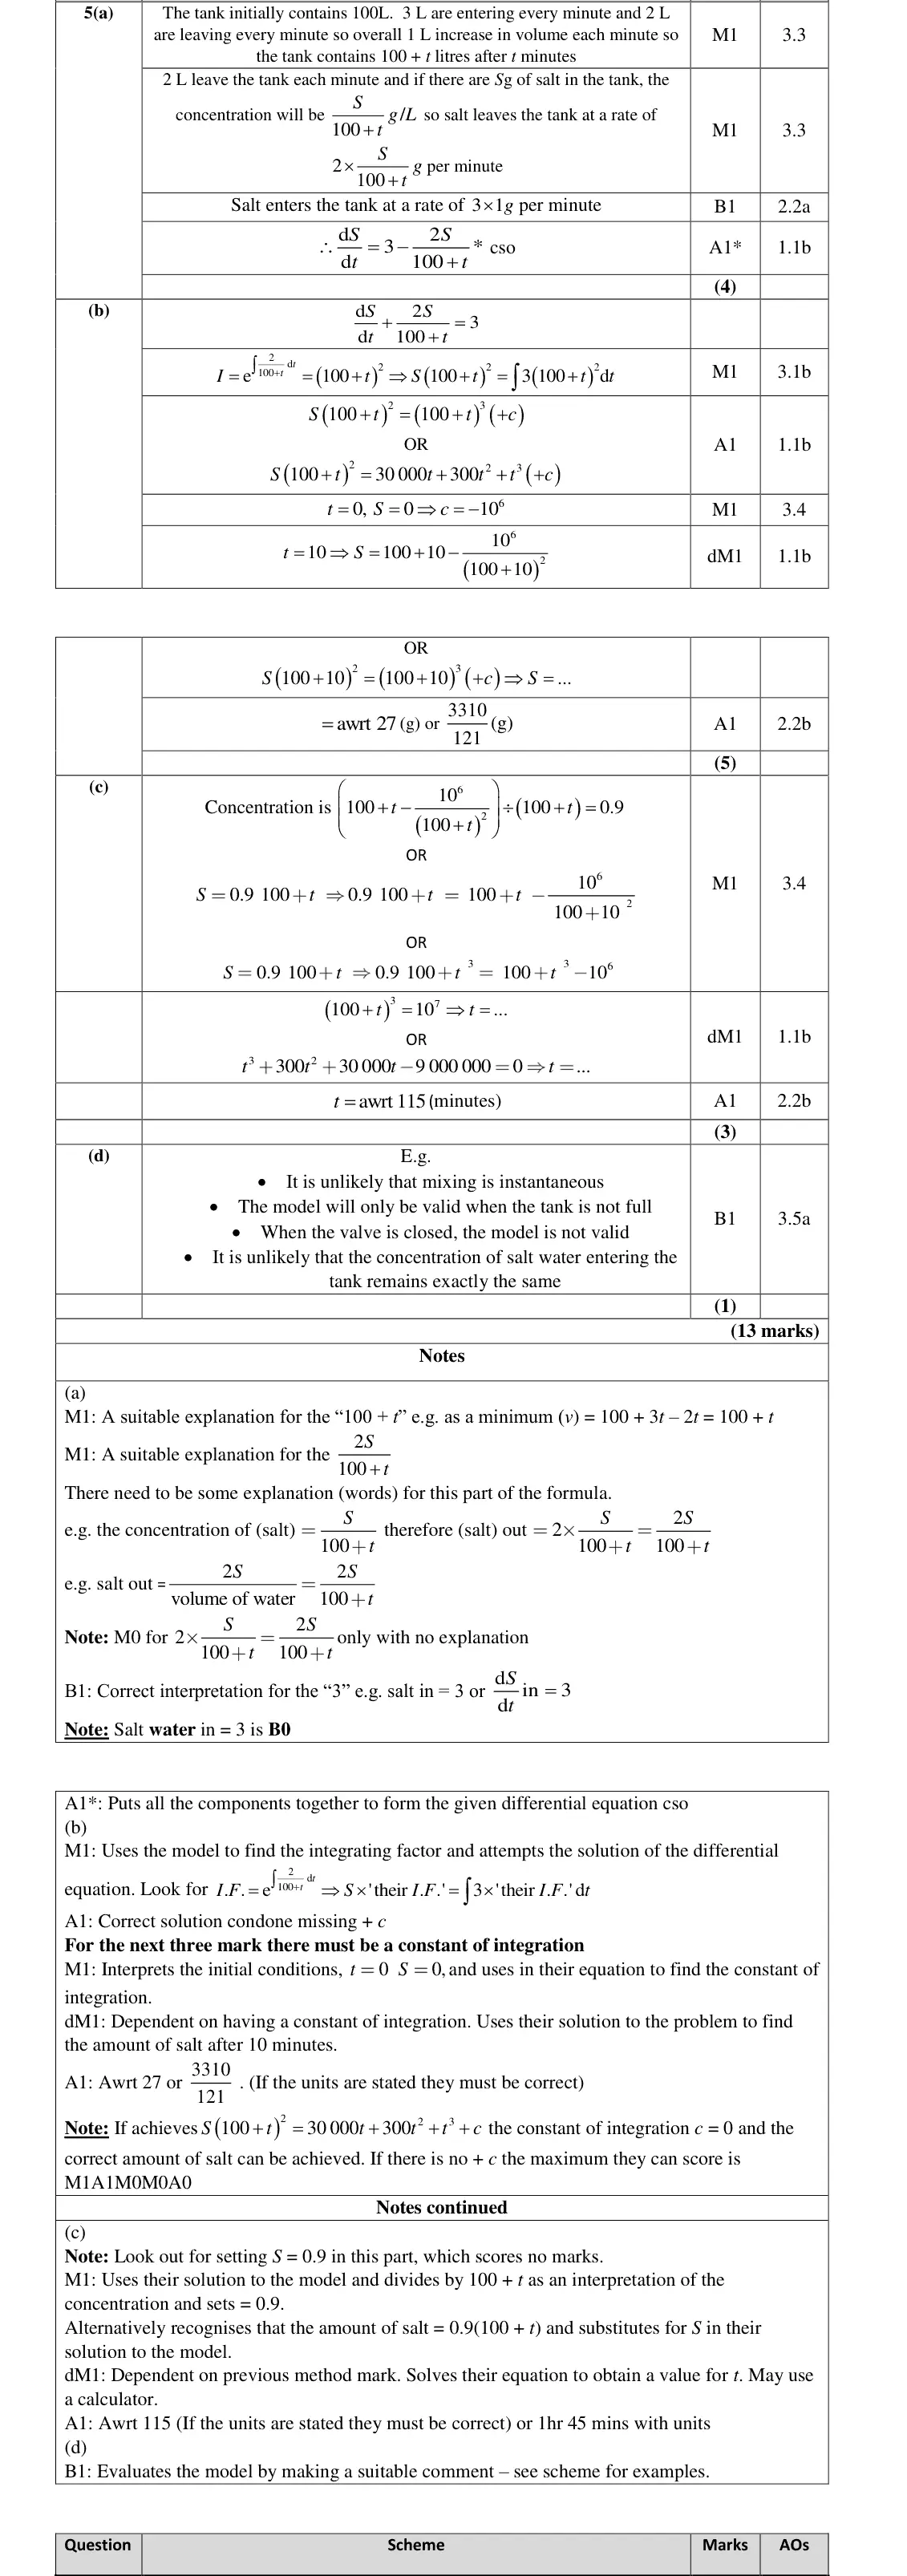 5(a) The tank initially contains 100L. 3 L are entering every minute and 2 L
are leaving every minute so overall 1 L increase in volume each minute so
the tank contains 100 + t litres after t minutes M1 3.3
2 L leave the tank each minute and if there are Sg of salt in the tank, the
concentration will be S/(100+t) g/L so salt leaves the tank at a rate of
2× S/(100+t) g per minute M1 3.3
Salt enters the tank at a rate of 3×1g per minute B1 2.2a
∴ dS/dt = 3 − 2S/(100+t) * cso A1* 1.1b
(4)
(b) dS/dt + 2S/(100+t) = 3
I = e^(∫ 2/(100+t) dt) = (100+t)² ⇒ S(100+t)² = ∫3(100+t)² dt M1 3.1b
S(100+t)² = (100+t)³ (+c)
OR
S(100+t)² = 30 000t + 300t² + t³ (+c) A1 1.1b
t = 0, S = 0 ⇒ c = −10⁶ M1 3.4
t = 10 ⇒ S = 100+10 − 10⁶/(100+10)² dM1 1.1b
OR
S(100+10)² = (100+10)³ (+c) ⇒ S = ...
= awrt 27 (g) or 3310/121 (g) A1 2.2b
(5)
(c) Concentration is (100+t − 10⁶/(100+t)²) ÷ (100+t) = 0.9
OR
S = 0.9 100+t ⇒ 0.9 100+t = 100+t − 10⁶/100+10 ² M1 3.4
OR
S = 0.9 100+t ⇒ 0.9 100+t ³ = 100+t ³ −10⁶
(100+t)³ = 10⁷ ⇒ t = ...
OR
t³ + 300t² + 30 000t − 9 000 000 = 0 ⇒ t = ... dM1 1.1b
t = awrt 115 (minutes) A1 2.2b
(3)
(d) E.g.
• It is unlikely that mixing is instantaneous
• The model will only be valid when the tank is not full
• When the valve is closed, the model is not valid
• It is unlikely that the concentration of salt water entering the
tank remains exactly the same B1 3.5a
(1)
(13 marks)
Notes
(a)
M1: A suitable explanation for the “100 + t” e.g. as a minimum (v) = 100 + 3t – 2t = 100 + t
M1: A suitable explanation for the 2S/(100+t)
There need to be some explanation (words) for this part of the formula.
e.g. the concentration of (salt) = S/(100+t) therefore (salt) out = 2× S/(100+t) = 2S/(100+t)
e.g. salt out = 2S/volume of water = 2S/(100+t)
Note: M0 for 2× S/(100+t) = 2S/(100+t) only with no explanation
B1: Correct interpretation for the “3” e.g. salt in = 3 or dS/dt in = 3
Note: Salt water in = 3 is B0
A1*: Puts all the components together to form the given differential equation cso
(b)
M1: Uses the model to find the integrating factor and attempts the solution of the differential
equation. Look for I.F. = e^(∫ 2/(100+t) dt) ⇒ S×'their I.F.' = ∫3×'their I.F.' dt
A1: Correct solution condone missing + c
For the next three mark there must be a constant of integration
M1: Interprets the initial conditions, t = 0 S = 0, and uses in their equation to find the constant of
integration.
dM1: Dependent on having a constant of integration. Uses their solution to the problem to find
the amount of salt after 10 minutes.
A1: Awrt 27 or 3310/121 . (If the units are stated they must be correct)
Note: If achieves S(100+t)² = 30 000t + 300t² + t³ + c the constant of integration c = 0 and the
correct amount of salt can be achieved. If there is no + c the maximum they can score is
M1A1M0M0A0
Notes continued
(c)
Note: Look out for setting S = 0.9 in this part, which scores no marks.
M1: Uses their solution to the model and divides by 100 + t as an interpretation of the
concentration and sets = 0.9.
Alternatively recognises that the amount of salt = 0.9(100 + t) and substitutes for S in their
solution to the model.
dM1: Dependent on previous method mark. Solves their equation to obtain a value for t. May use
a calculator.
A1: Awrt 115 (If the units are stated they must be correct) or 1hr 45 mins with units
(d)
B1: Evaluates the model by making a suitable comment – see scheme for examples.
Question Scheme Marks AOs